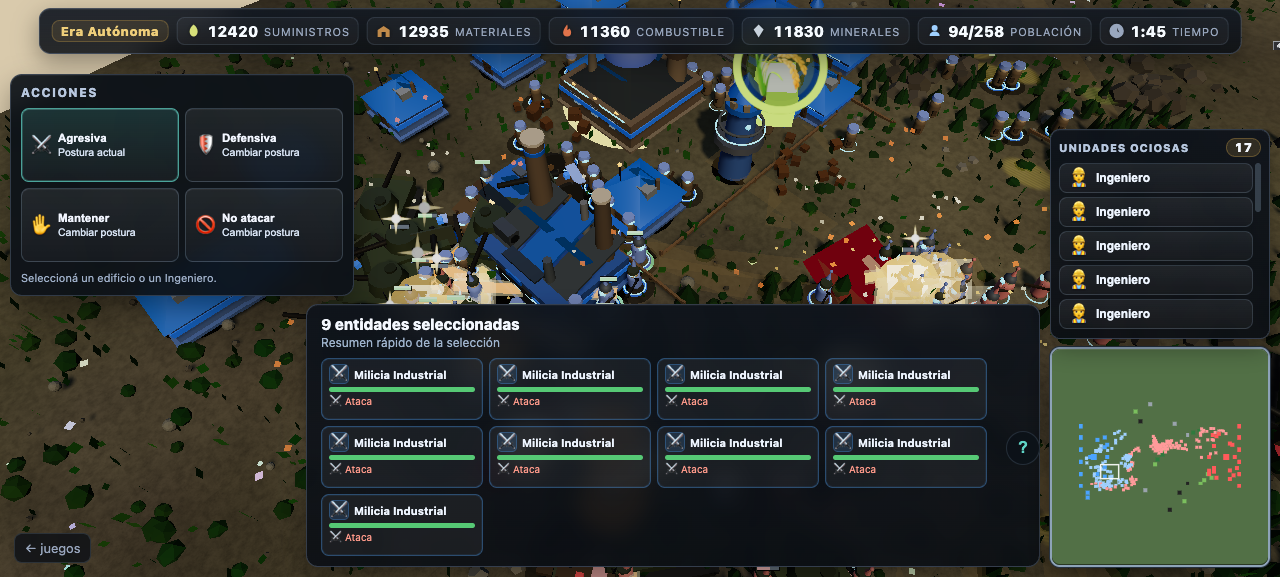 Era Autónoma
12420 SUMINISTROS
12935 MATERIALES
11360 COMBUSTIBLE
11830 MINERALES
94/258 POBLACIÓN
1:45 TIEMPO
ACCIONES
Agresiva
Postura actual
Defensiva
Cambiar postura
Mantener
Cambiar postura
No atacar
Cambiar postura
Seleccioná un edificio o un Ingeniero.
UNIDADES OCIOSAS 17
Ingeniero
Ingeniero
Ingeniero
Ingeniero
Ingeniero
9 entidades seleccionadas
Resumen rápido de la selección
Milicia Industrial
Ataca
Milicia Industrial
Ataca
Milicia Industrial
Ataca
Milicia Industrial
Ataca
Milicia Industrial
Ataca
Milicia Industrial
Ataca
Milicia Industrial
Ataca
Milicia Industrial
Ataca
Milicia Industrial
Ataca
?
← juegos